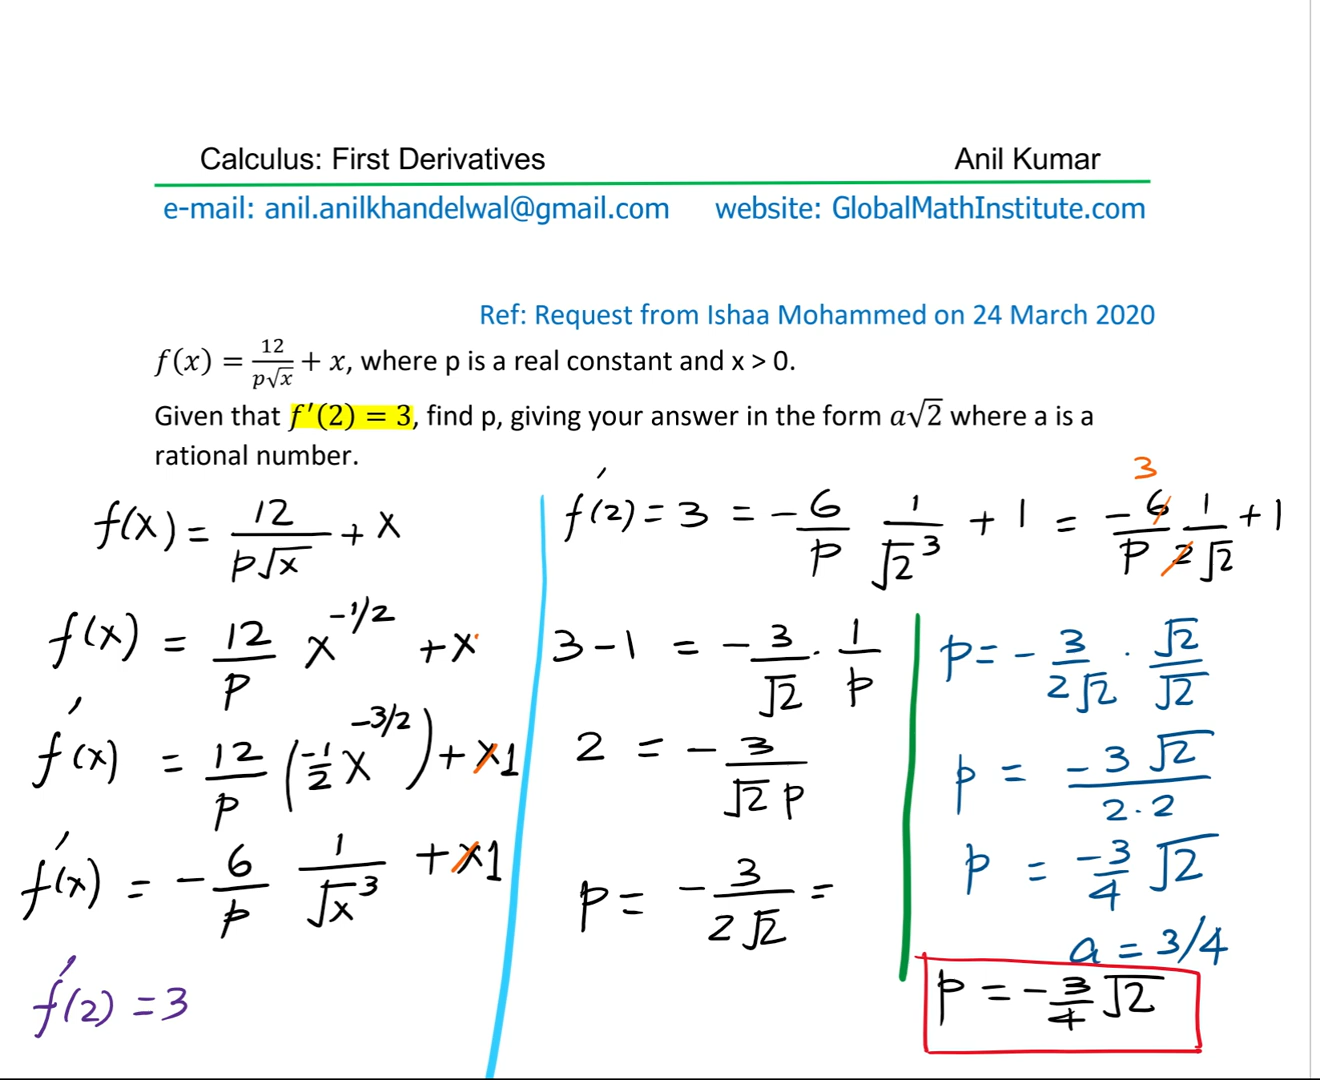 Calculus: First Derivatives Anil Kumar
e-mail: anil.anilkhandelwal@gmail.com website: GlobalMathInstitute.com
Ref: Request from Ishaa Mohammed on 24 March 2020
f(x) = 12/(p√x) + x, where p is a real constant and x > 0.
Given that f′(2) = 3, find p, giving your answer in the form a√2 where a is a
rational number.
f(x) = 12/(p√x) + x
f(x) = 12/p x^(-1/2) + x
f′(x) = 12/p (-1/2 x^(-3/2)) + x1
f′(x) = -6/p 1/√x³ + x1
f′(2) = 3
f′(2) = 3 = -6/p 1/√2³ + 1 = -6/p 1/(2√2) + 1
3
3 - 1 = -3/√2 · 1/p
2 = -3/(√2 p)
p = -3/(2√2) =
p = -3/(2√2) · √2/√2
p = -3√2/(2·2)
p = -3/4 √2
a = 3/4
p = -3/4 √2